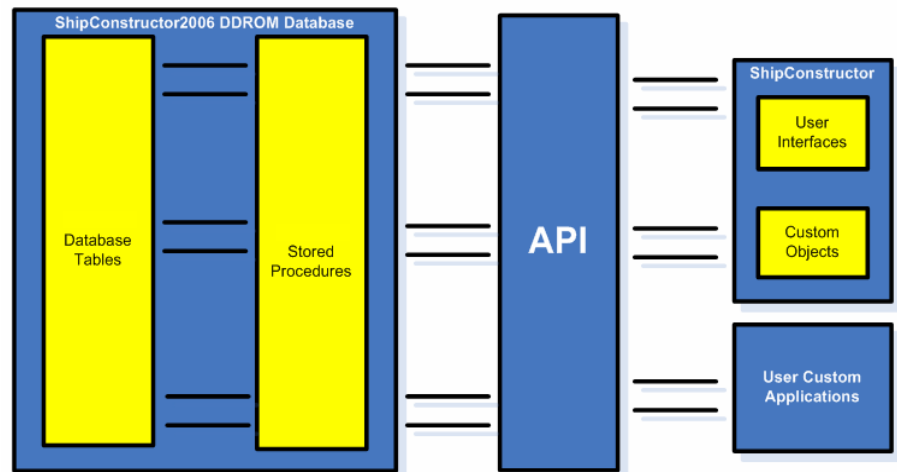 ShipConstructor2006 DDROM Database
Database
Tables
Stored
Procedures
API
ShipConstructor
User
Interfaces
Custom
Objects
User Custom
Applications